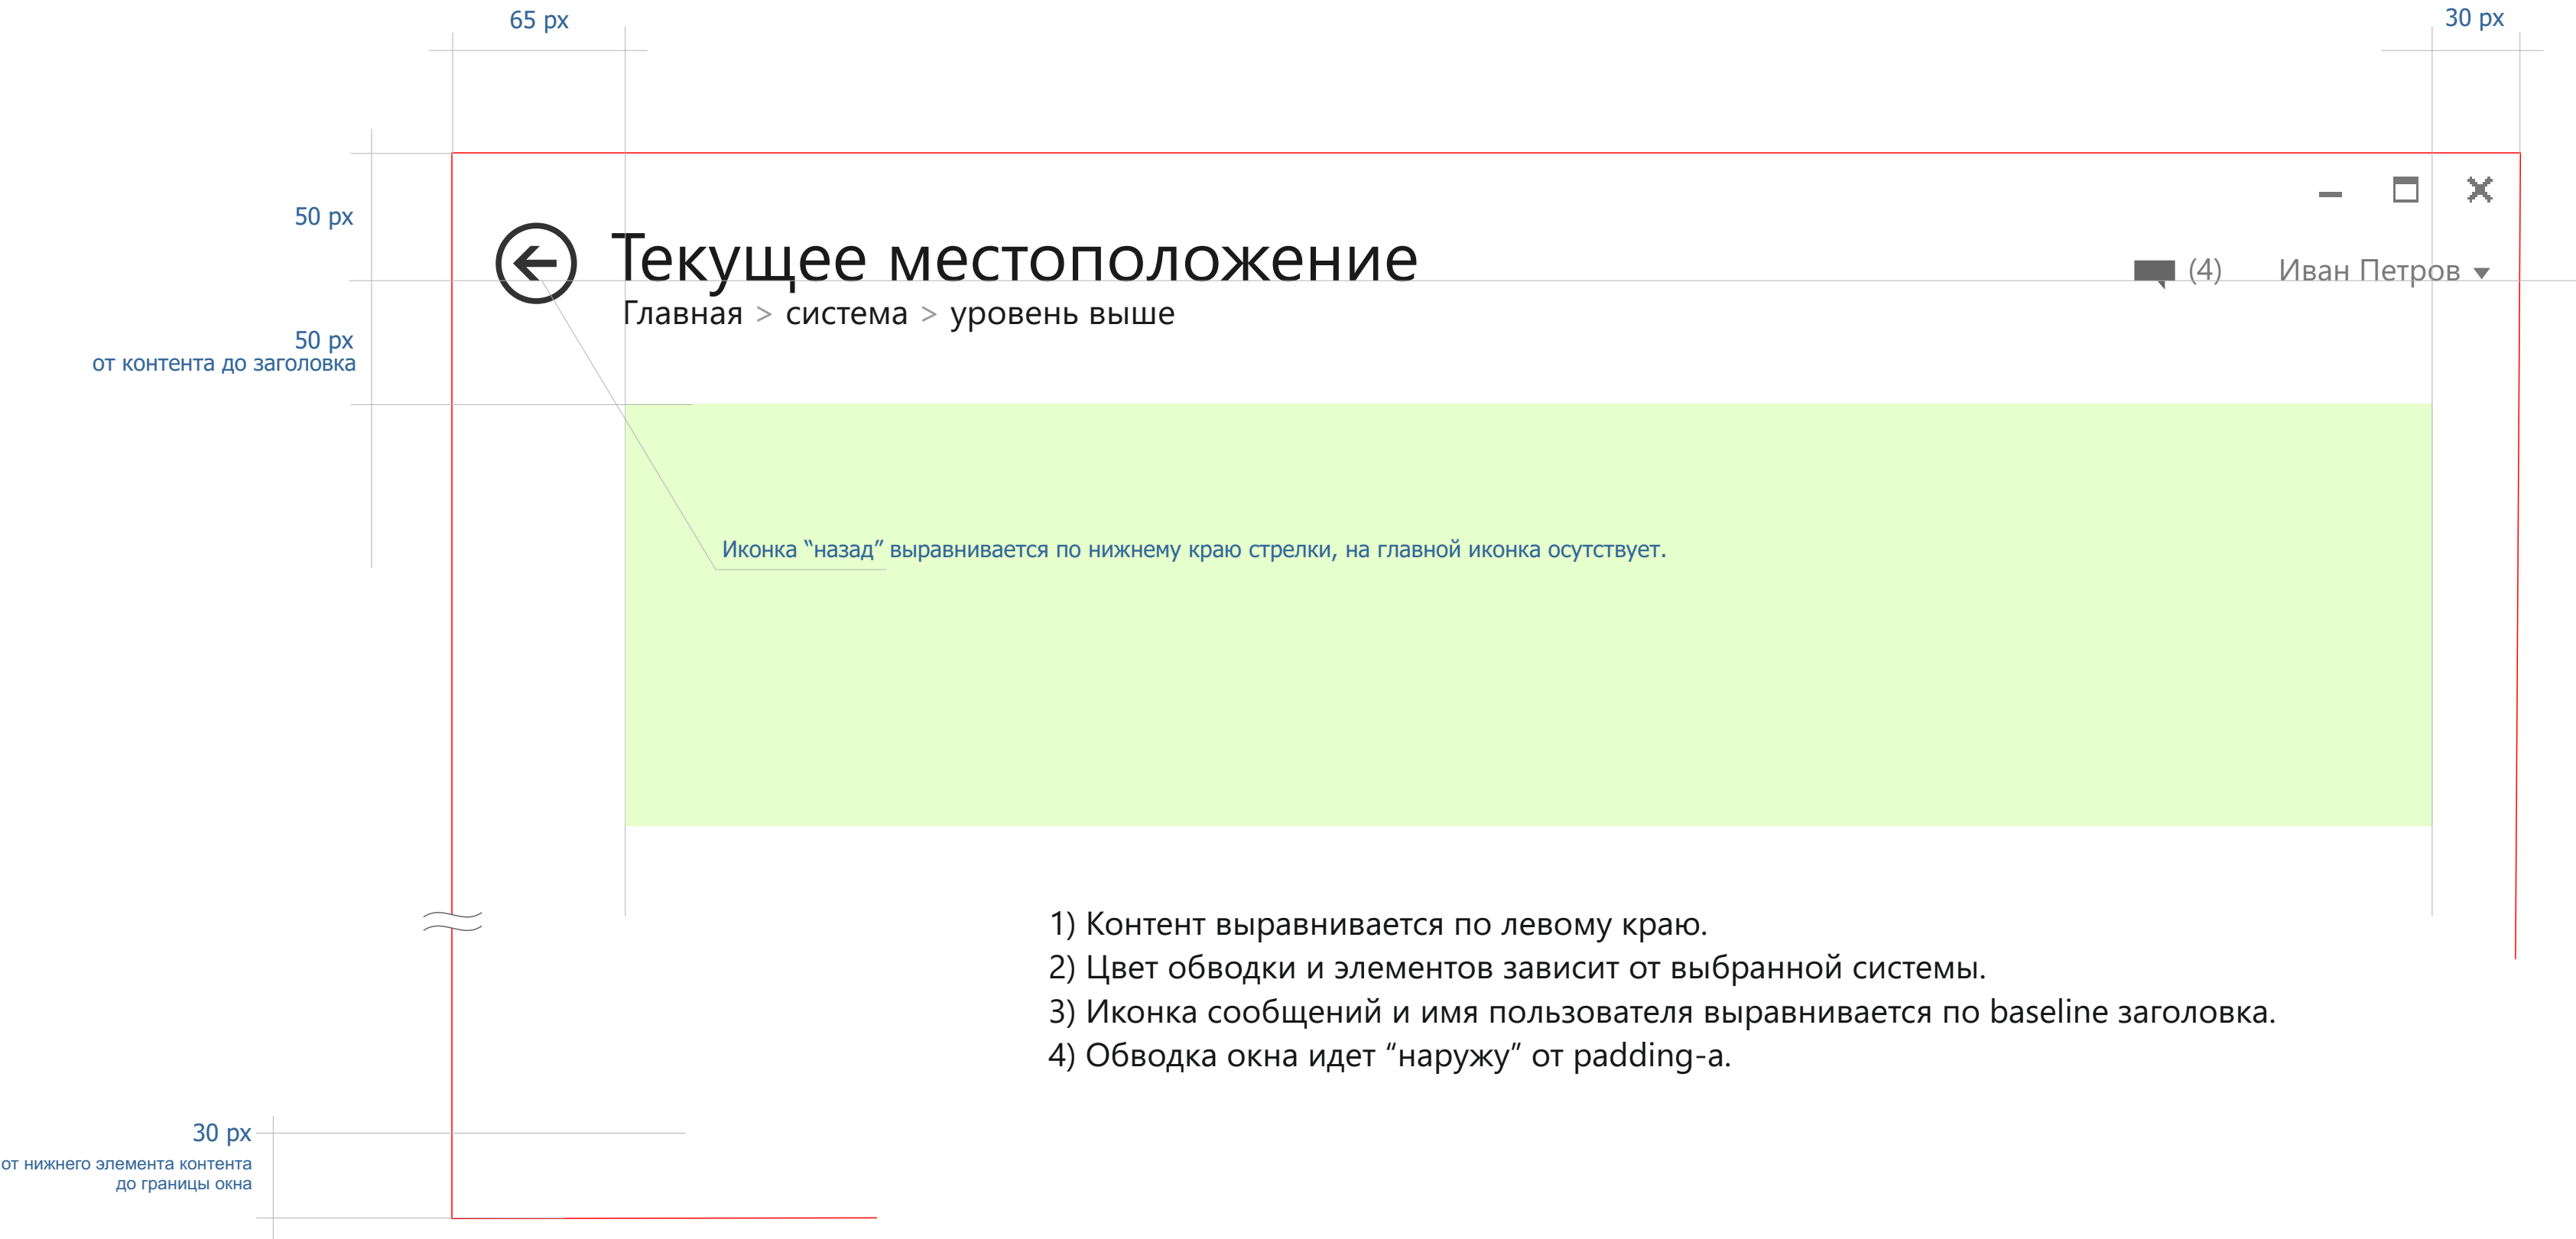 65 px
30 px
50 px
Текущее местоположение
(4)
Иван Петров
Главная > система > уровень выше
50 px
от контента до заголовка
Иконка “назад” выравнивается по нижнему краю стрелки, на главной иконка осутствует.
1) Контент выравнивается по левому краю.
2) Цвет обводки и элементов зависит от выбранной системы.
3) Иконка сообщений и имя пользователя выравнивается по baseline заголовка.
4) Обводка окна идет “наружу” от padding-а.
30 px
от нижнего элемента контента
до границы окна